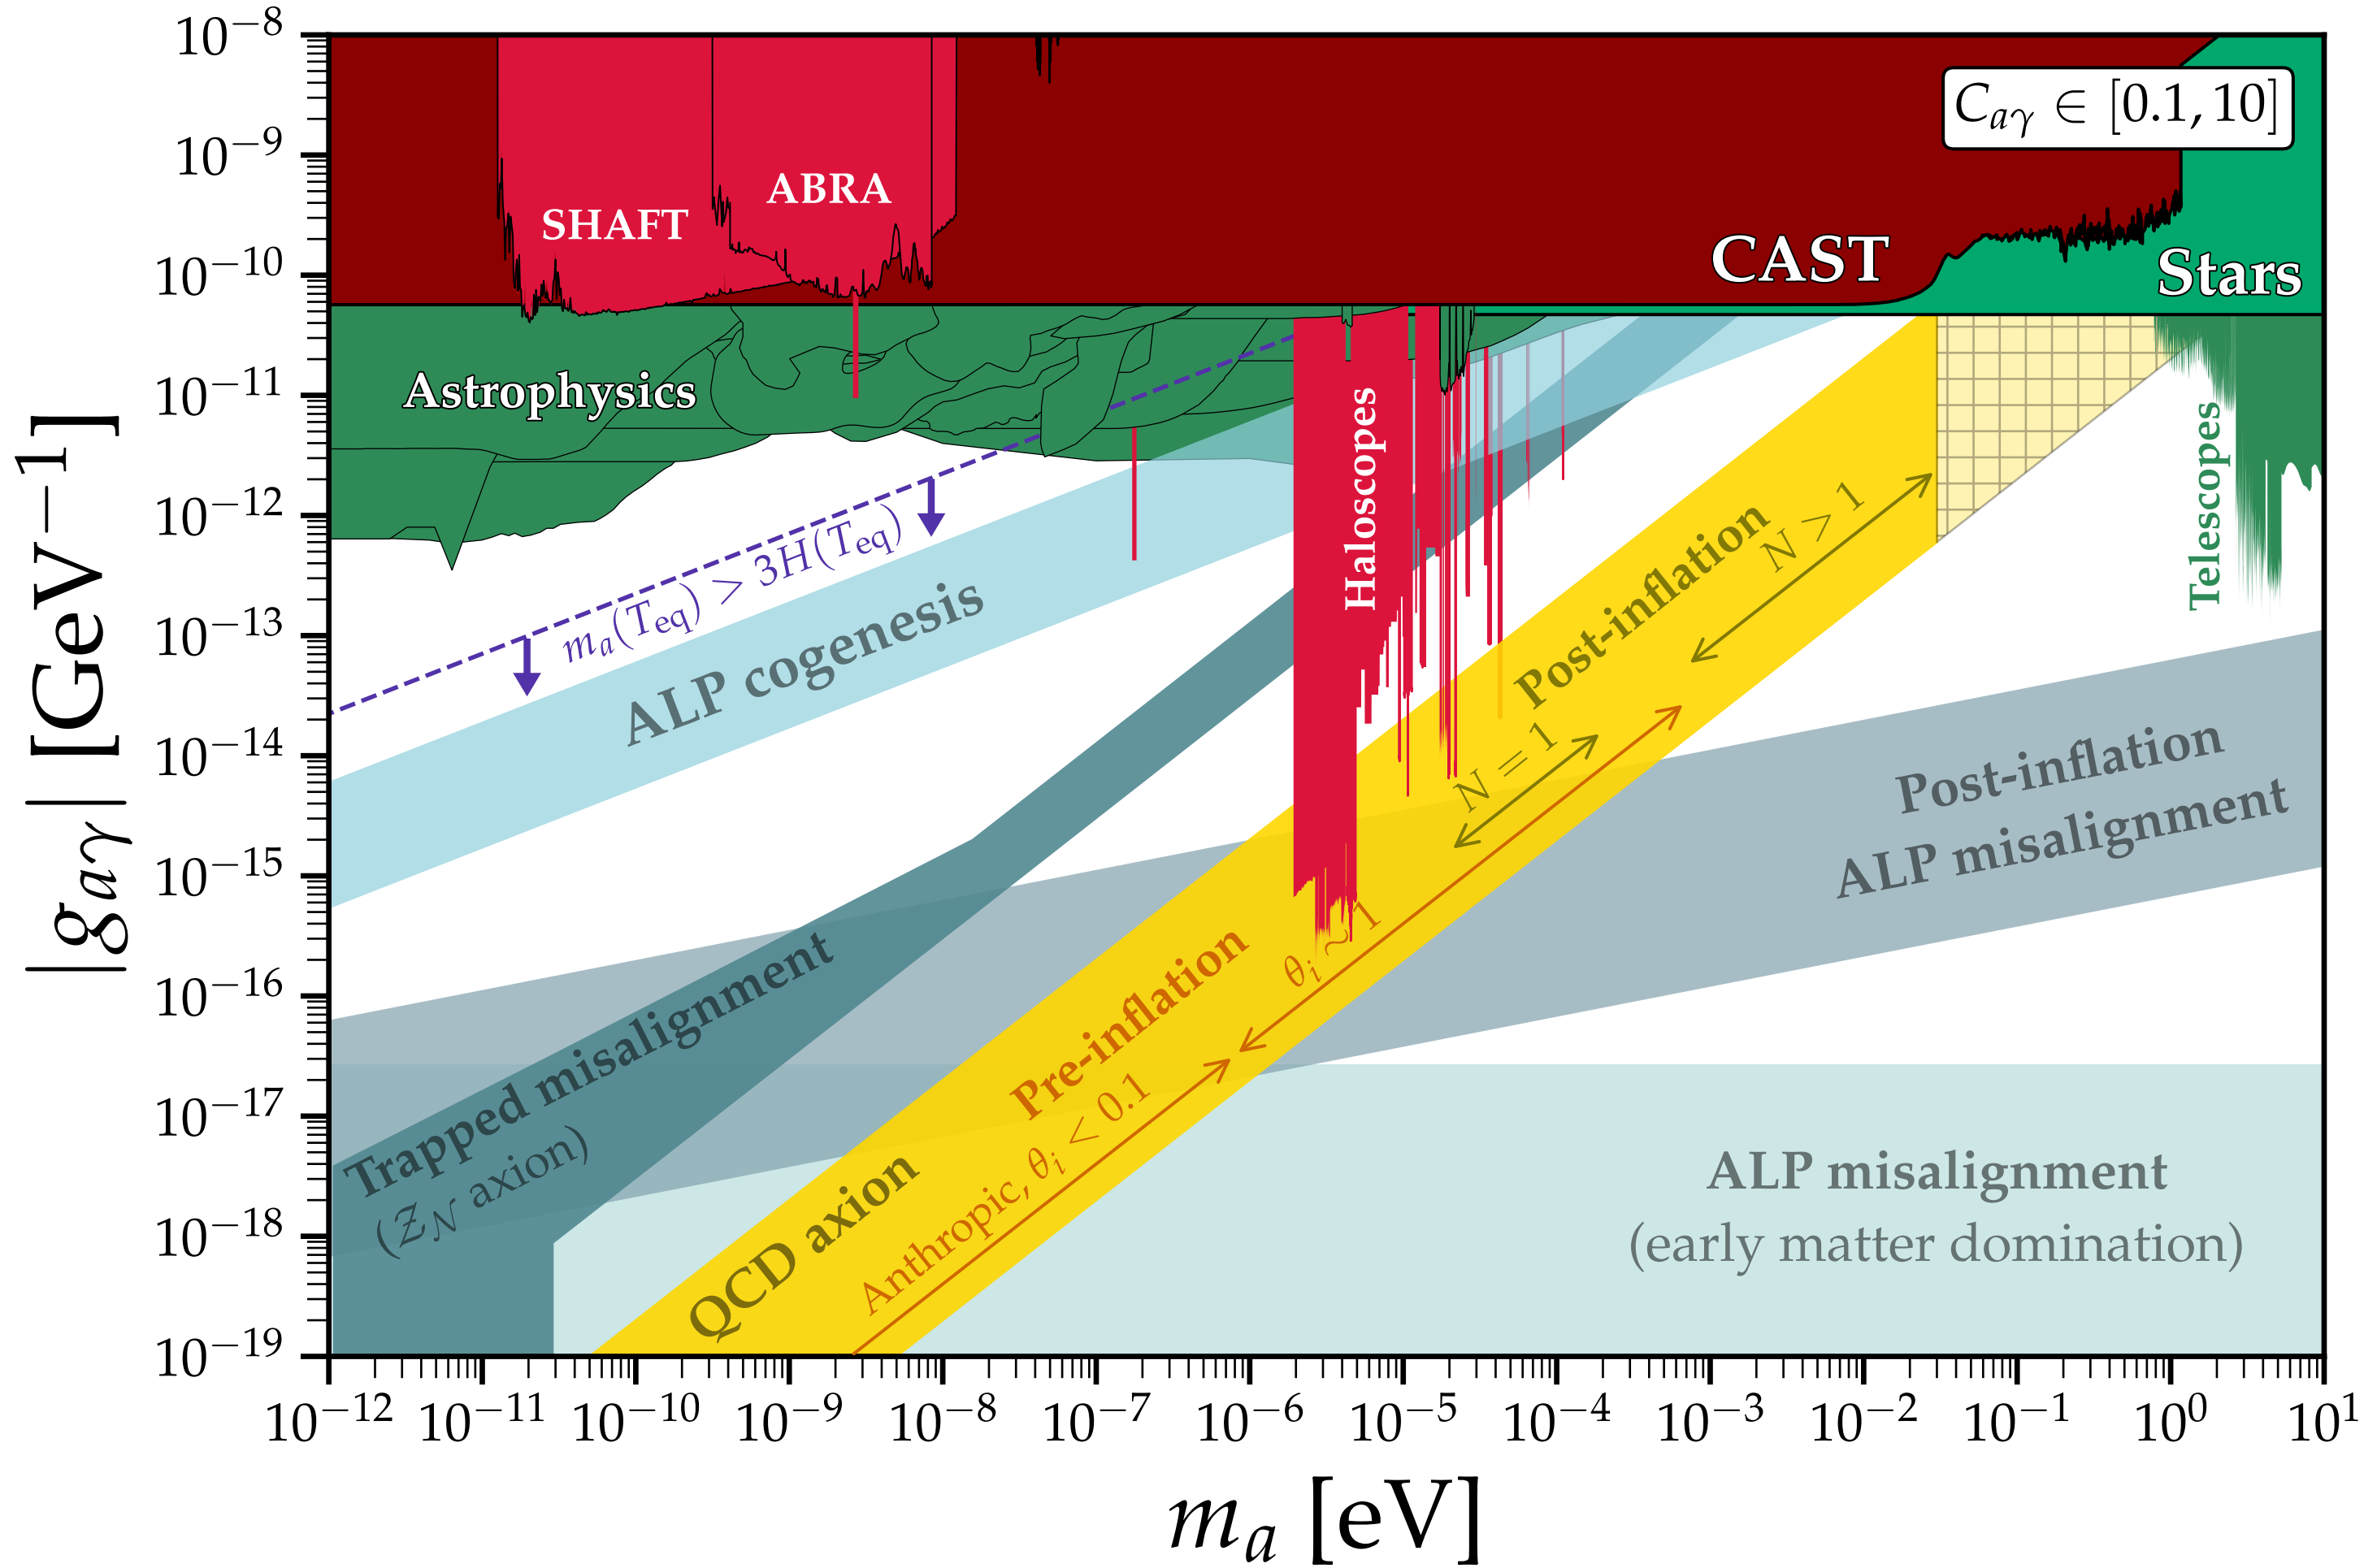 10⁻⁸
10⁻⁹
10⁻¹⁰
10⁻¹¹
10⁻¹²
10⁻¹³
10⁻¹⁴
10⁻¹⁵
10⁻¹⁶
10⁻¹⁷
10⁻¹⁸
10⁻¹⁹
|g_{aγ}| [GeV⁻¹]
C_{aγ} ∈ [0.1, 10]
SHAFT
ABRA
CAST
Stars
Astrophysics
Haloscopes
Telescopes
m_a(T_eq) > 3H(T_eq)
ALP cogenesis
Post-inflation
N > 1
N = 1
Post-inflation
ALP misalignment
Trapped misalignment
(Z_N axion)
Pre-inflation
θ_i ~ 1
QCD axion
Anthropic, θ_i < 0.1
ALP misalignment
(early matter domination)
10⁻¹² 10⁻¹¹ 10⁻¹⁰ 10⁻⁹ 10⁻⁸ 10⁻⁷ 10⁻⁶ 10⁻⁵ 10⁻⁴ 10⁻³ 10⁻² 10⁻¹ 10⁰ 10¹
m_a [eV]